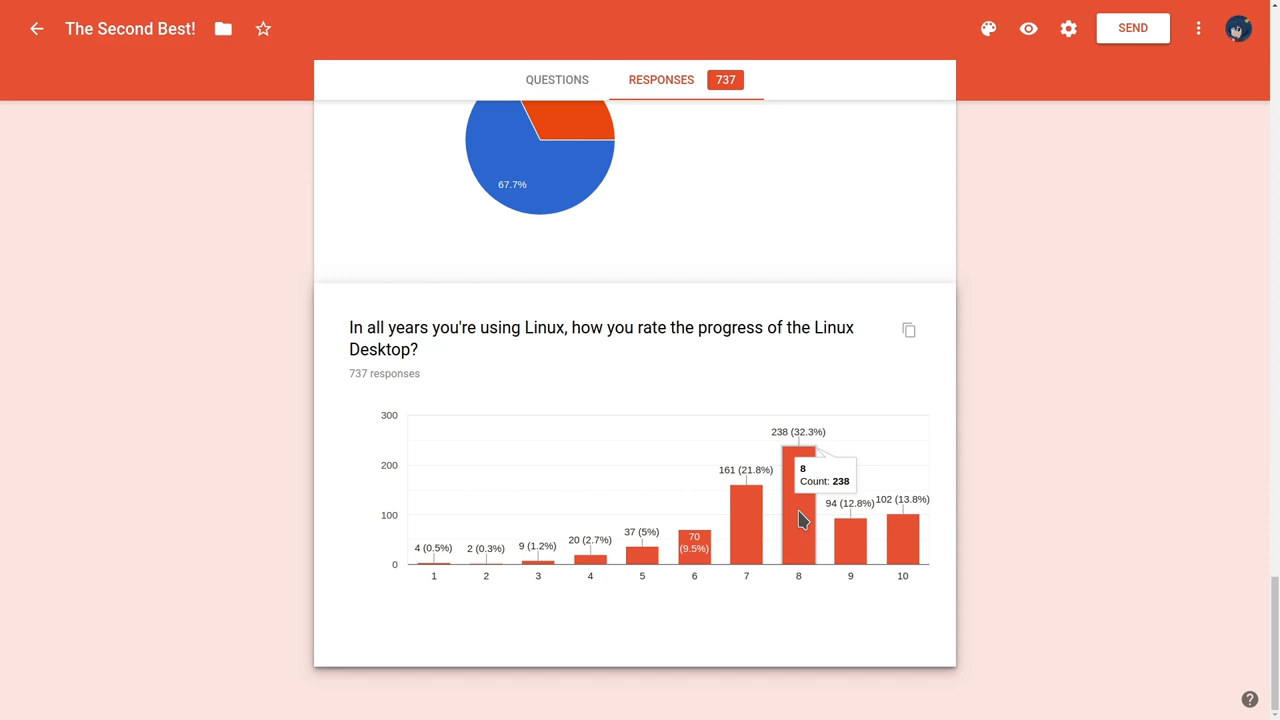 The Second Best!
SEND
QUESTIONS
RESPONSES 737
67.7%
In all years you're using Linux, how you rate the progress of the Linux
Desktop?
737 responses
300
200
100
0
4 (0.5%)
2 (0.3%)
9 (1.2%)
20 (2.7%)
37 (5%)
70
(9.5%)
161 (21.8%)
238 (32.3%)
94 (12.8%)
102 (13.8%)
8
Count: 238
1 2 3 4 5 6 7 8 9 10